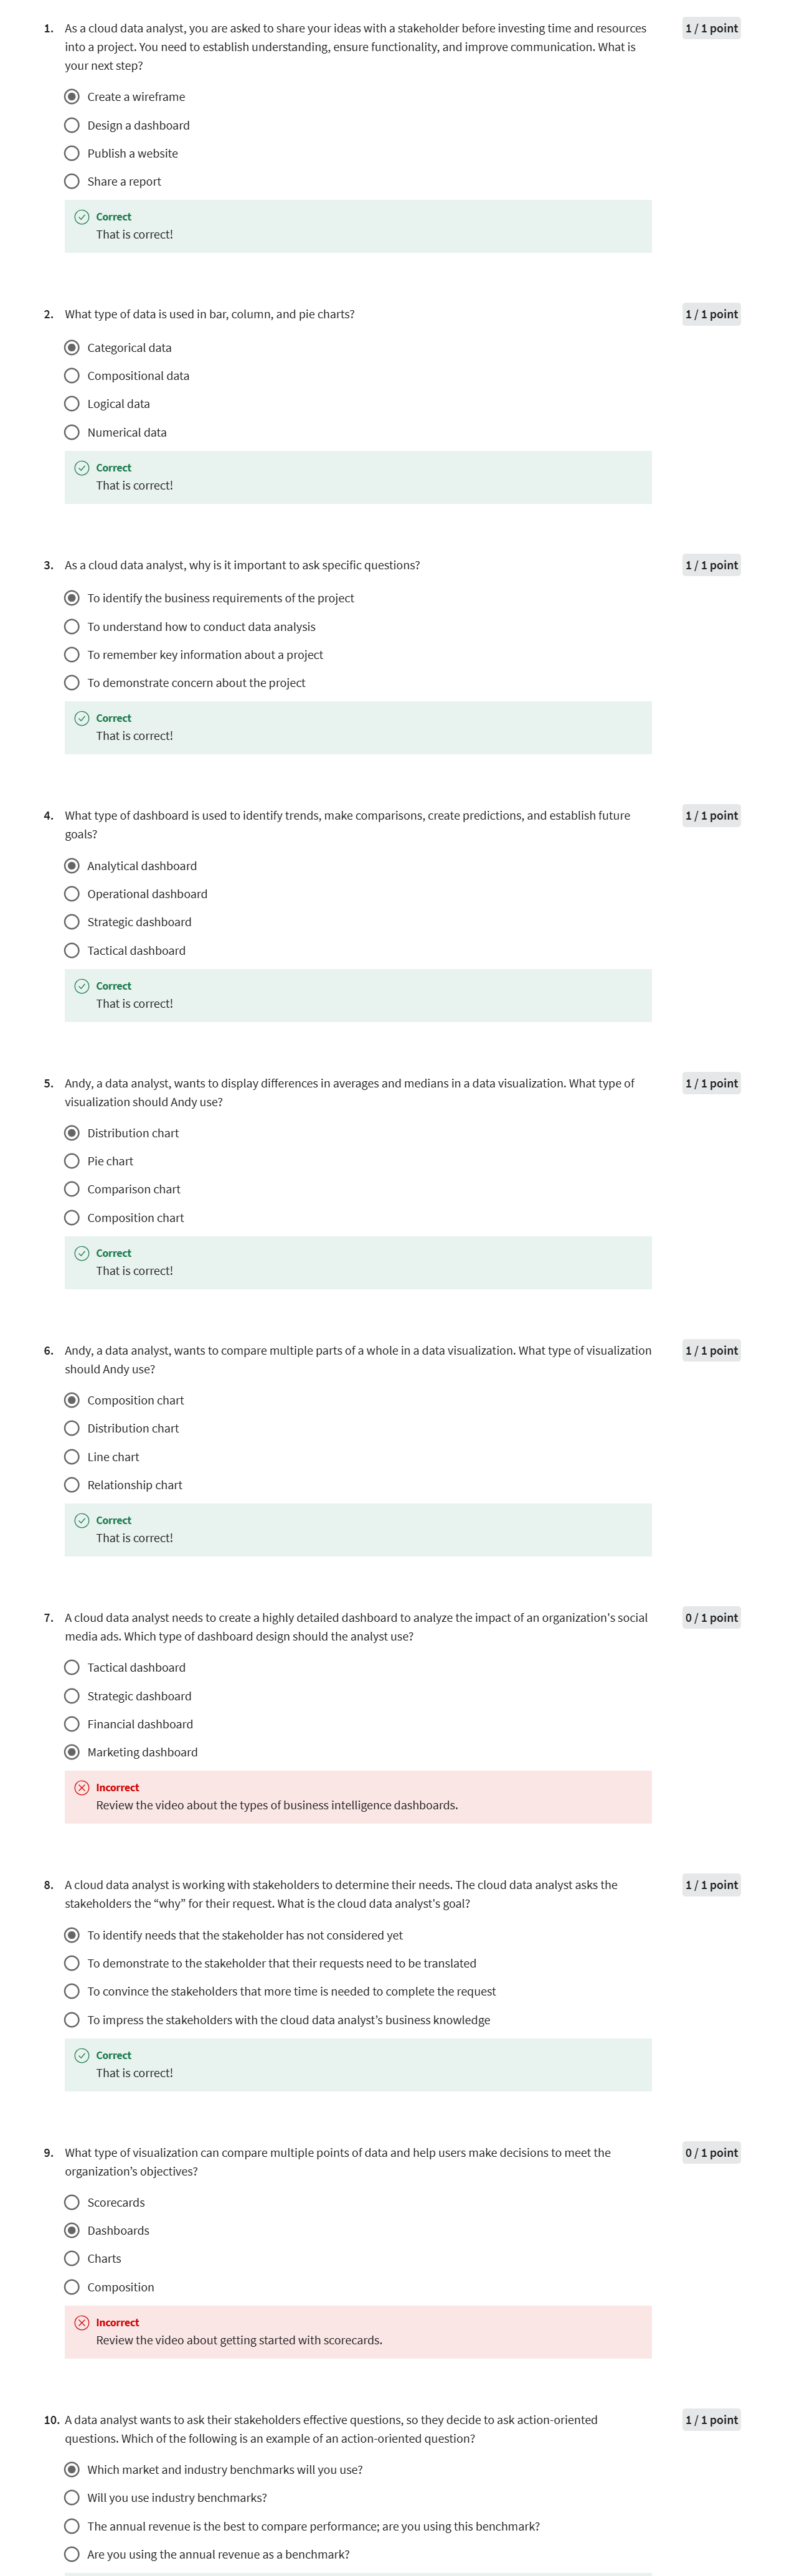 1. As a cloud data analyst, you are asked to share your ideas with a stakeholder before investing time and resources
into a project. You need to establish understanding, ensure functionality, and improve communication. What is
your next step?
1 / 1 point
Create a wireframe
Design a dashboard
Publish a website
Share a report
Correct
That is correct!
2. What type of data is used in bar, column, and pie charts?
1 / 1 point
Categorical data
Compositional data
Logical data
Numerical data
Correct
That is correct!
3. As a cloud data analyst, why is it important to ask specific questions?
1 / 1 point
To identify the business requirements of the project
To understand how to conduct data analysis
To remember key information about a project
To demonstrate concern about the project
Correct
That is correct!
4. What type of dashboard is used to identify trends, make comparisons, create predictions, and establish future
goals?
1 / 1 point
Analytical dashboard
Operational dashboard
Strategic dashboard
Tactical dashboard
Correct
That is correct!
5. Andy, a data analyst, wants to display differences in averages and medians in a data visualization. What type of
visualization should Andy use?
1 / 1 point
Distribution chart
Pie chart
Comparison chart
Composition chart
Correct
That is correct!
6. Andy, a data analyst, wants to compare multiple parts of a whole in a data visualization. What type of visualization
should Andy use?
1 / 1 point
Composition chart
Distribution chart
Line chart
Relationship chart
Correct
That is correct!
7. A cloud data analyst needs to create a highly detailed dashboard to analyze the impact of an organization's social
media ads. Which type of dashboard design should the analyst use?
0 / 1 point
Tactical dashboard
Strategic dashboard
Financial dashboard
Marketing dashboard
Incorrect
Review the video about the types of business intelligence dashboards.
8. A cloud data analyst is working with stakeholders to determine their needs. The cloud data analyst asks the
stakeholders the “why” for their request. What is the cloud data analyst's goal?
1 / 1 point
To identify needs that the stakeholder has not considered yet
To demonstrate to the stakeholder that their requests need to be translated
To convince the stakeholders that more time is needed to complete the request
To impress the stakeholders with the cloud data analyst’s business knowledge
Correct
That is correct!
9. What type of visualization can compare multiple points of data and help users make decisions to meet the
organization’s objectives?
0 / 1 point
Scorecards
Dashboards
Charts
Composition
Incorrect
Review the video about getting started with scorecards.
10. A data analyst wants to ask their stakeholders effective questions, so they decide to ask action-oriented
questions. Which of the following is an example of an action-oriented question?
1 / 1 point
Which market and industry benchmarks will you use?
Will you use industry benchmarks?
The annual revenue is the best to compare performance; are you using this benchmark?
Are you using the annual revenue as a benchmark?